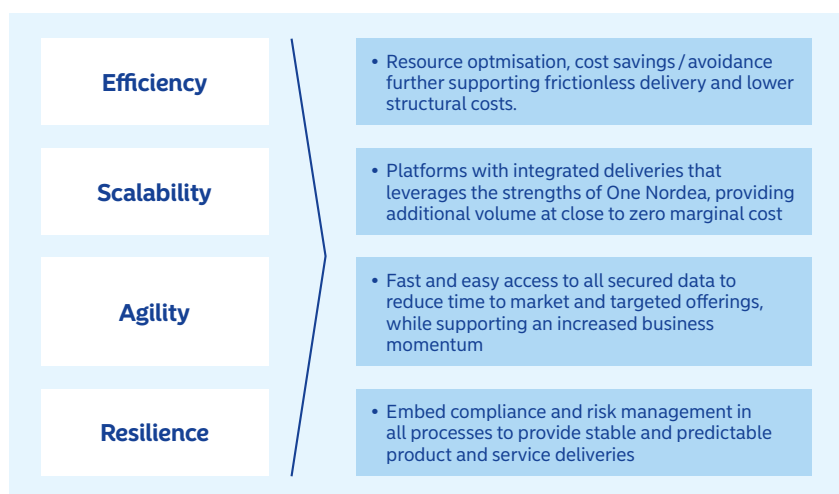 Efficiency
• Resource optmisation, cost savings / avoidance
further supporting frictionless delivery and lower
structural costs.
Scalability
• Platforms with integrated deliveries that
leverages the strengths of One Nordea, providing
additional volume at close to zero marginal cost
Agility
• Fast and easy access to all secured data to
reduce time to market and targeted offerings,
while supporting an increased business
momentum
Resilience
• Embed compliance and risk management in
all processes to provide stable and predictable
product and service deliveries